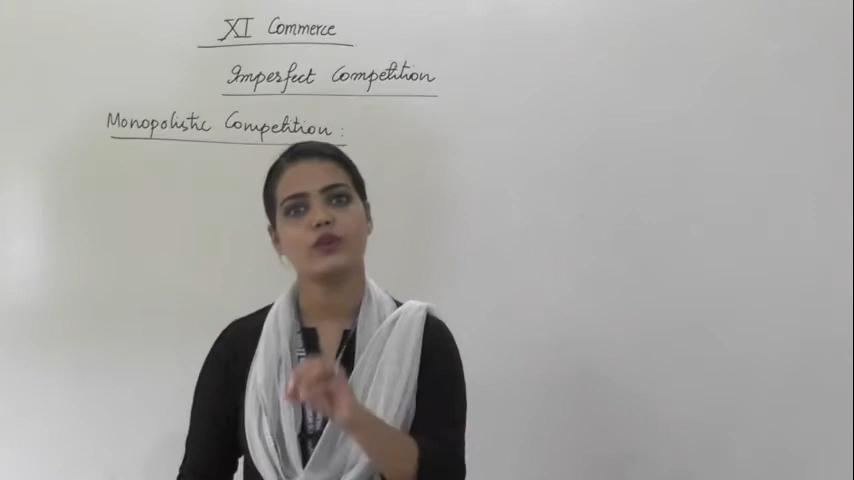 XI Commerce
Imperfect Competition
Monopolistic Competition: